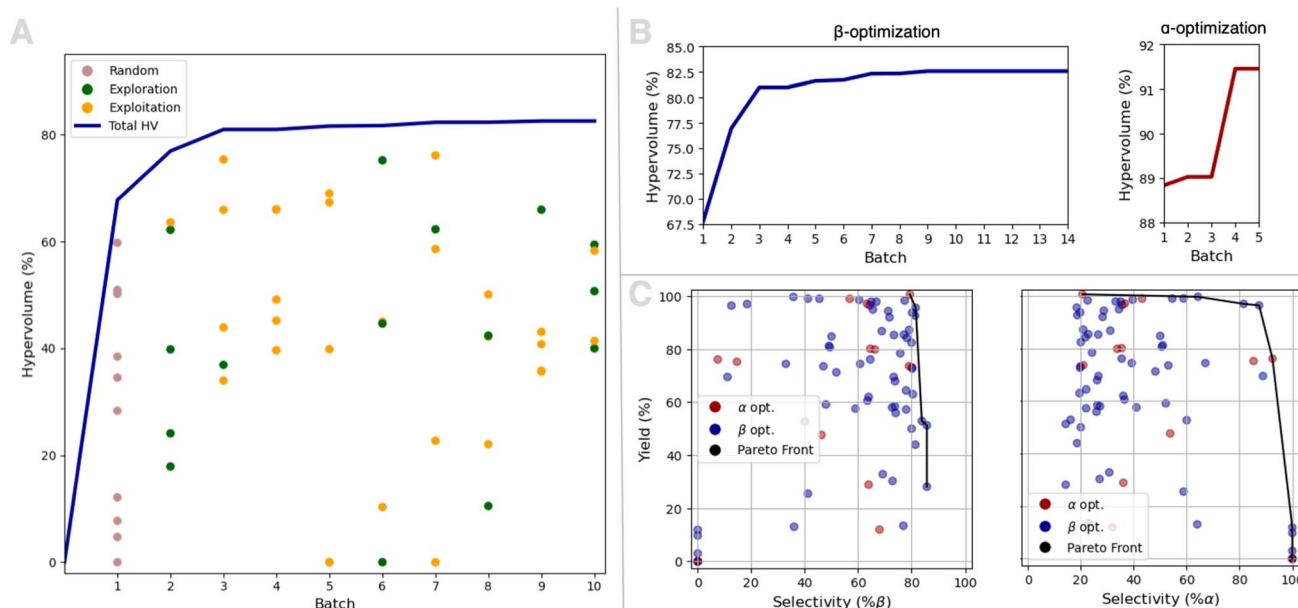 A
Random
Exploration
Exploitation
Total HV
Hypervolume (%)
80
60
40
20
0
1 2 3 4 5 6 7 8 9 10
Batch
B
β-optimization
Hypervolume (%)
85.0
82.5
80.0
77.5
75.0
72.5
70.0
67.5
1 2 3 4 5 6 7 8 9 10 11 12 13 14
Batch
α-optimization
Hypervolume (%)
92
91
90
89
88
1 2 3 4 5
Batch
C
Yield (%)
100
80
60
40
20
0
α opt.
β opt.
Pareto Front
0 20 40 60 80 100
Selectivity (%β)
α opt.
β opt.
Pareto Front
0 20 40 60 80 100
Selectivity (%α)